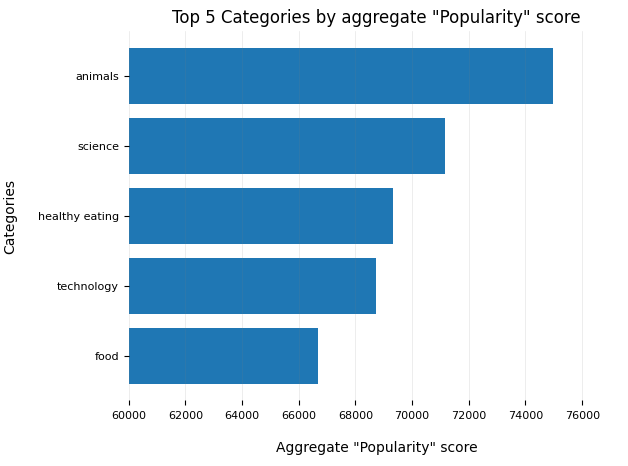 Top 5 Categories by aggregate "Popularity" score
Categories
animals
science
healthy eating
technology
food
60000 62000 64000 66000 68000 70000 72000 74000 76000
Aggregate "Popularity" score